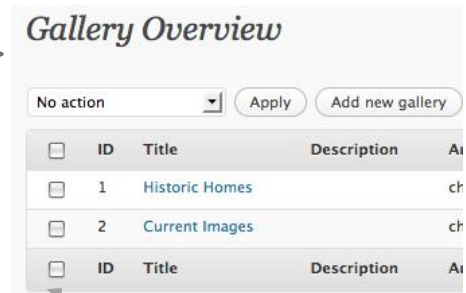 Gallery Overview
No action Apply Add new gallery
ID Title Description
1 Historic Homes
2 Current Images
ID Title Description